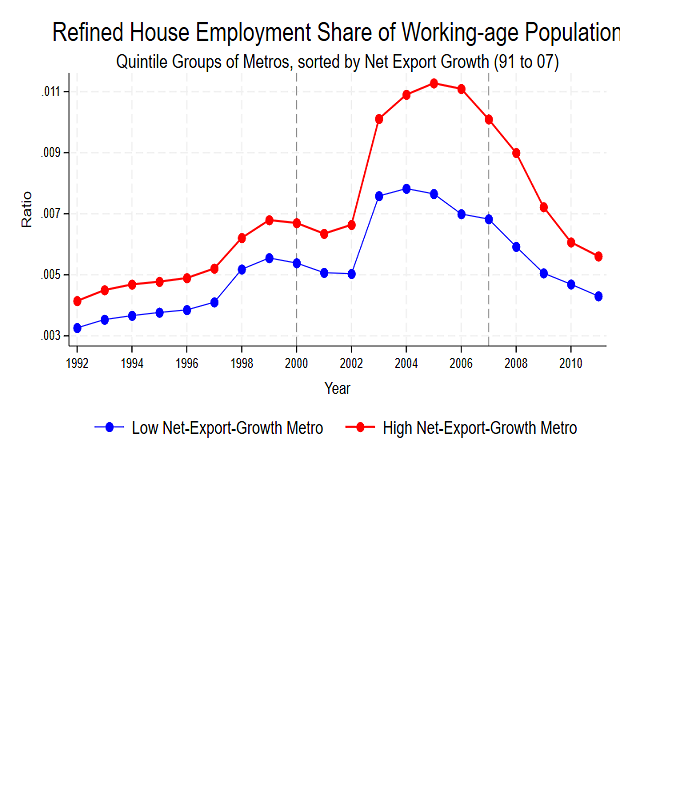 Refined House Employment Share of Working-age Population
Quintile Groups of Metros, sorted by Net Export Growth (91 to 07)
.011
.009
.007
.005
.003
Ratio
1992 1994 1996 1998 2000 2002 2004 2006 2008 2010
Year
Low Net-Export-Growth Metro High Net-Export-Growth Metro